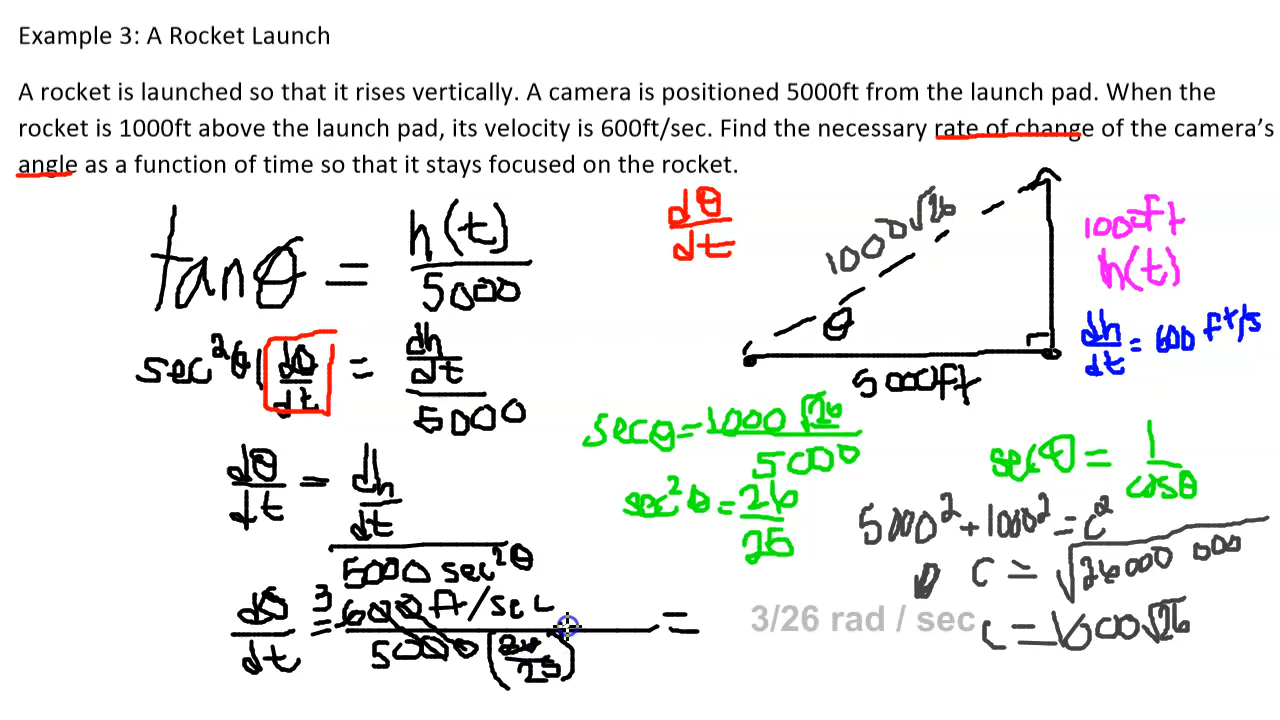 Example 3: A Rocket Launch
A rocket is launched so that it rises vertically. A camera is positioned 5000ft from the launch pad. When the
rocket is 1000ft above the launch pad, its velocity is 600ft/sec. Find the necessary rate of change of the camera's
angle as a function of time so that it stays focused on the rocket.
tanθ = h(t)/5000
dθ/dt
1000√26
1000ft
h(t)
θ
dh/dt = 600 ft/s
5000ft
sec²θ dθ/dt = dh/dt/5000
secθ = 1000√26/5000
sec²θ = 26/25
secθ = 1/cosθ
dθ/dt = dh/dt/5000 sec²θ
5000² + 1000² = c²
c = √26000 000
c = 1000√26
dθ/dt = 3 600 ft/sec/5000 (26/25) =
3/26 rad / sec